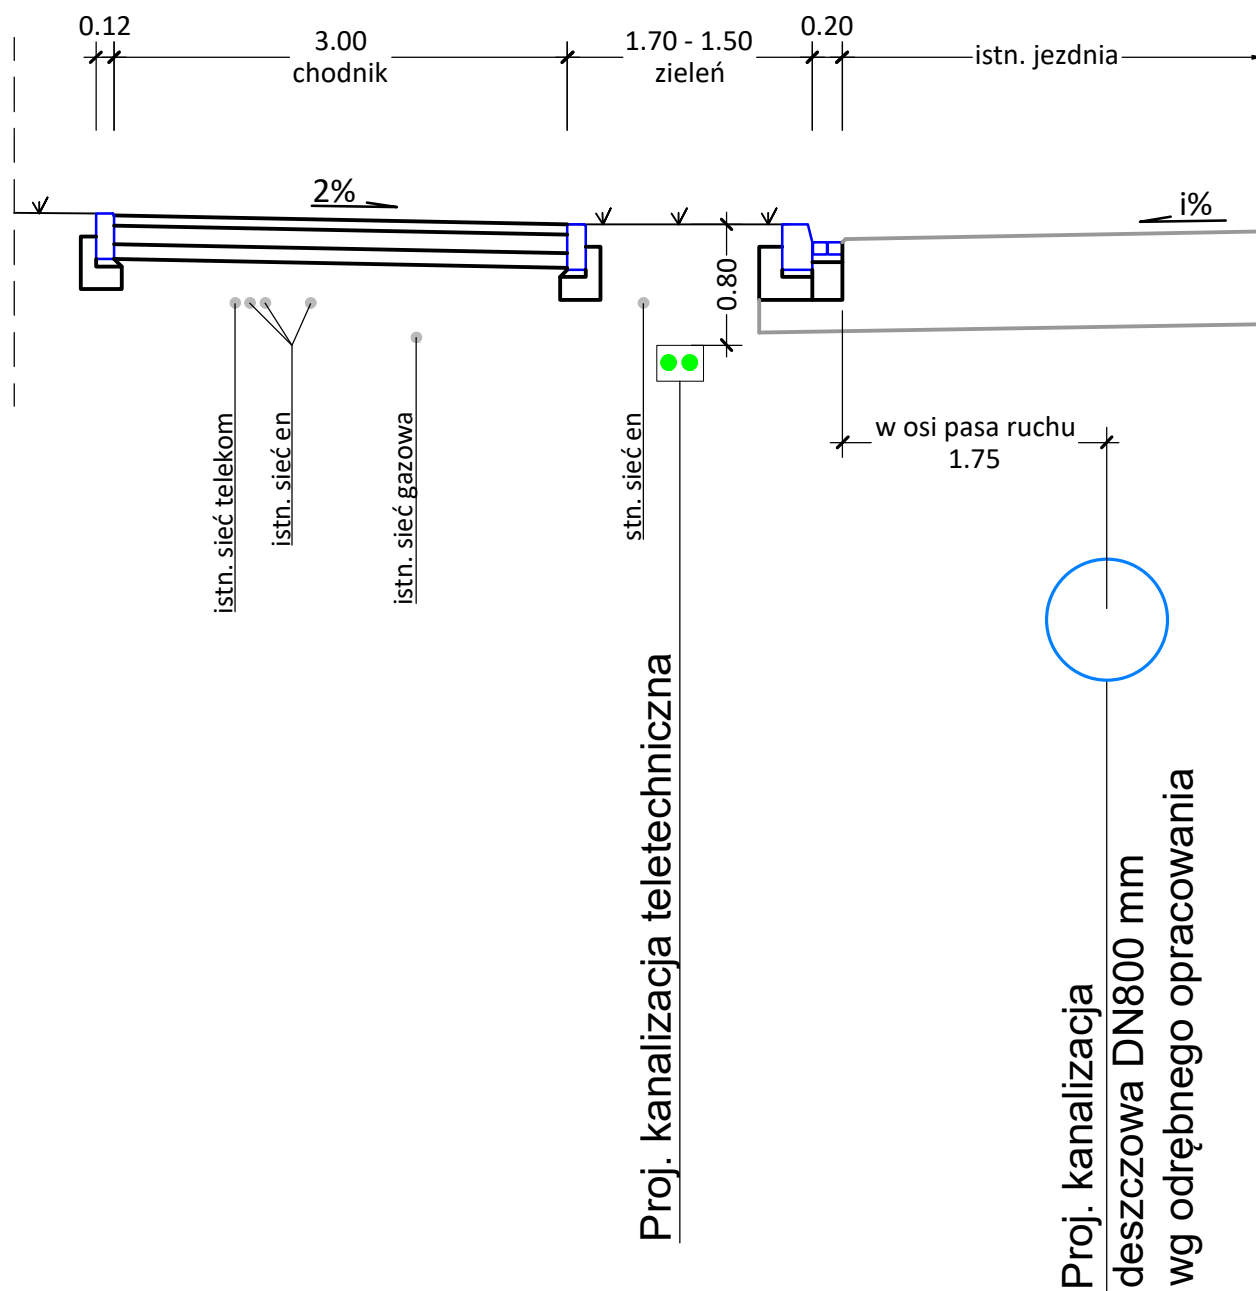 0.12
3.00
chodnik
1.70 - 1.50
zieleń
0.20
istn. jezdnia
2%
i%
0.80
w osi pasa ruchu
1.75
istn. sieć telekom
istn. sieć en
istn. sieć gazowa
stn. sieć en
Proj. kanalizacja teletechniczna
Proj. kanalizacja
deszczowa DN800 mm
wg odrębnego opracowania